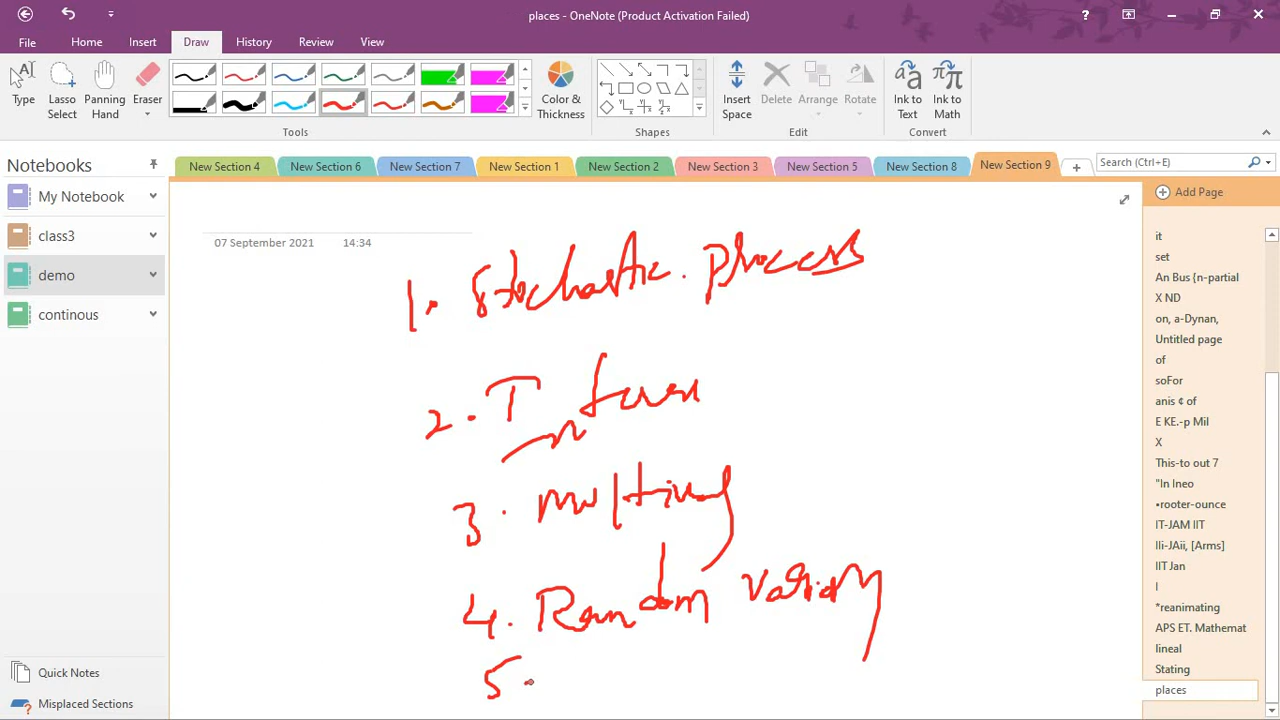 places - OneNote (Product Activation Failed)
File Home Insert Draw History Review View
Type
Lasso Select
Panning Hand
Eraser
Color & Thickness
Insert Space
Delete
Arrange
Rotate
Ink to Text
Ink to Math
Tools
Shapes
Edit
Convert
Notebooks
New Section 4 New Section 6 New Section 7 New Section 1 New Section 2 New Section 3 New Section 5 New Section 8 New Section 9
Search (Ctrl+E)
My Notebook
class3
demo
continous
Quick Notes
Misplaced Sections
07 September 2021 14:34
1. Stochastic. process
2. T
3.
4. Random
5.
Add Page
it
set
An Bus {n-partial
X ND
on, a-Dynan,
Untitled page
of
soFor
anis ¢ of
E KE.-p Mil
X
This-to out 7
"In Ineo
•rooter-ounce
IT-JAM IIT
IIi-JAii, [Arms]
IIT Jan
I
*reanimating
APS ET. Mathemat
lineal
Stating
places